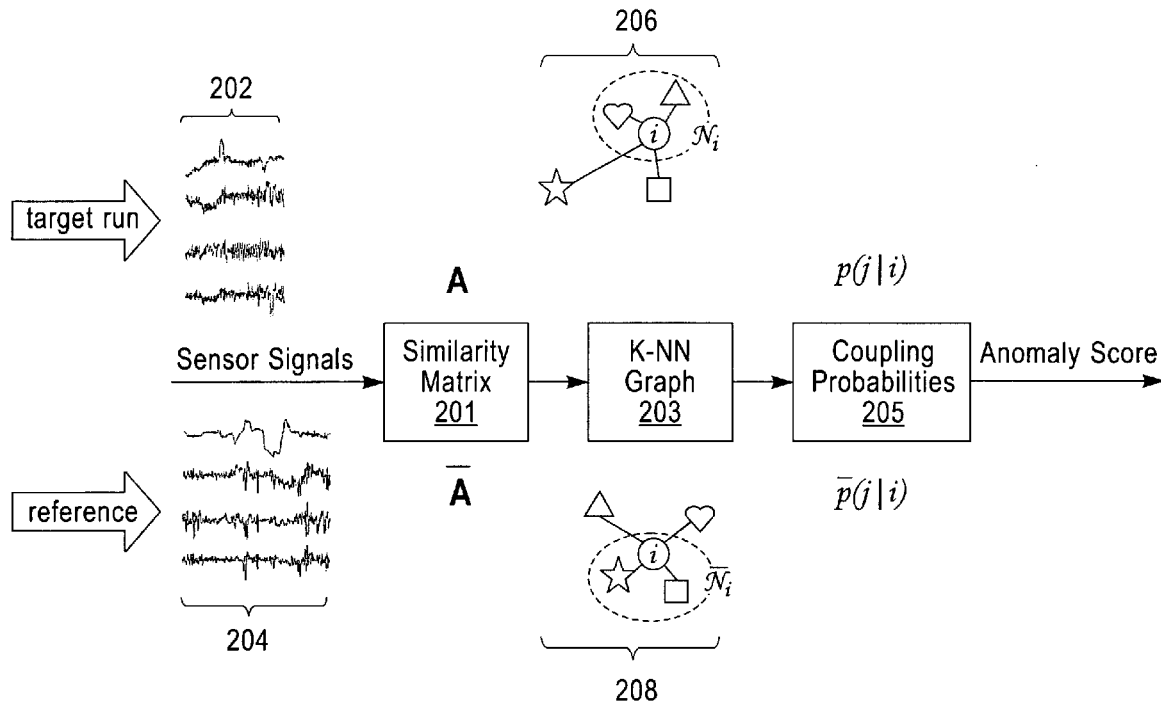 206
202
i
𝒩i
target run
A
p(j|i)
Sensor Signals
Similarity
Matrix
201
K-NN
Graph
203
Coupling
Probabilities
205
Anomaly Score
A̅
p̅(j|i)
reference
i
𝒩̅i
204
208